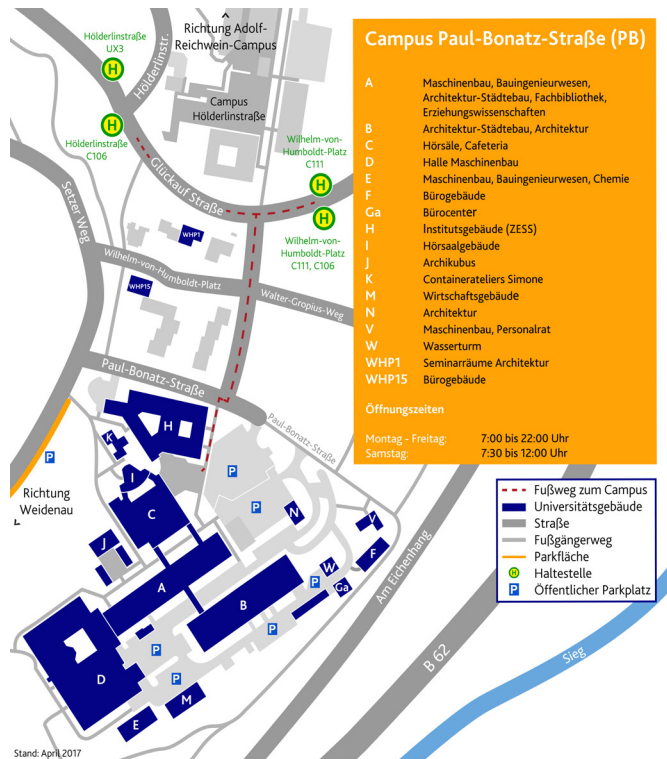 Hölderlinstraße
UX3
Richtung Adolf-
Reichwein-Campus
Hölderlinstr.
Campus
Hölderlinstraße
H
H
Hölderlinstraße
C106
Glückauf Straße
Wilhelm-von-
Humboldt-Platz
C111
H
H
Wilhelm-von-
Humboldt-Platz
C111, C106
Setzer Weg
WHP1
Wilhelm-von-Humboldt-Platz
WHP15
Walter-Gropius-Weg
Paul-Bonatz-Straße
Paul-Bonatz-Straße
H
K
I
P
P
P
Richtung
Weidenau
C
N
V
J
F
W
Ga
A
B
P
P
P
P
D
M
E
Am Eichenhang
B 62
Sieg
Stand: April 2017
Campus Paul-Bonatz-Straße (PB)
A Maschinenbau, Bauingenieurwesen,
Architektur-Städtebau, Fachbibliothek,
Erziehungswissenschaften
B Architektur-Städtebau, Architektur
C Hörsäle, Cafeteria
D Halle Maschinenbau
E Maschinenbau, Bauingenieurwesen, Chemie
F Bürogebäude
Ga Bürocenter
H Institutsgebäude (ZESS)
I Hörsaalgebäude
J Archikubus
K Containerateliers Simone
M Wirtschaftsgebäude
N Architektur
V Maschinenbau, Personalrat
W Wasserturm
WHP1 Seminarräume Architektur
WHP15 Bürogebäude
Öffnungszeiten
Montag - Freitag: 7:00 bis 22:00 Uhr
Samstag: 7:30 bis 12:00 Uhr
Fußweg zum Campus
Universitätsgebäude
Straße
Fußgängerweg
Parkfläche
H Haltestelle
P Öffentlicher Parkplatz